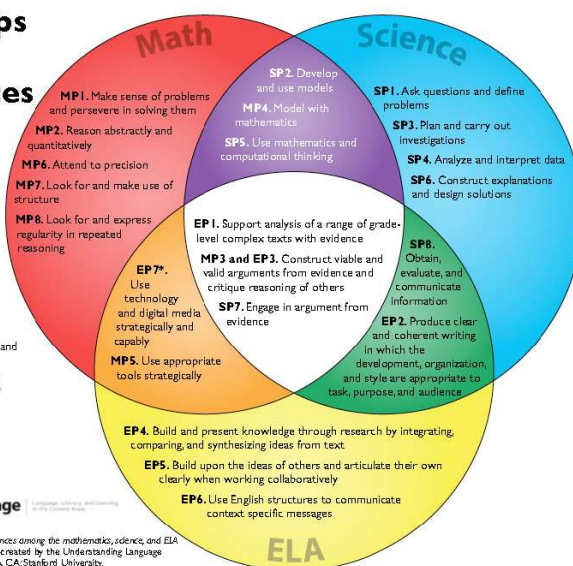 ps
Math
Science
ces
SP2. Develop
and use models
MP4. Model with
mathematics
SP5. Use mathematics and
computational thinking
MP1. Make sense of problems
and persevere in solving them
MP2. Reason abstractly and
quantitatively
MP6. Attend to precision
MP7. Look for and make use of
structure
MP8. Look for and express
regularity in repeated
reasoning
SP1. Ask questions and define
problems
SP3. Plan and carry out
investigations
SP4. Analyze and interpret data
SP6. Construct explanations
and design solutions
EP1. Support analysis of a range of grade-
level complex texts with evidence
MP3 and EP3. Construct viable and
valid arguments from evidence and
critique reasoning of others
SP7. Engage in argument from
evidence
EP7*.
Use
technology
and digital media
strategically and
capably
MP5. Use appropriate
tools strategically
SP8.
Obtain,
evaluate, and
communicate
information
EP2. Produce clear
and coherent writing
in which the
development, organization,
and style are appropriate to
task, purpose, and audience
and
EP4. Build and present knowledge through research by integrating,
comparing, and synthesizing ideas from text
EP5. Build upon the ideas of others and articulate their own
clearly when working collaboratively
EP6. Use English structures to communicate
context specific messages
ELA
age
Language, Literacy, and Learning
in the Content Areas
nces among the mathematics, science, and ELA
created by the Understanding Language
, CA: Stanford University.